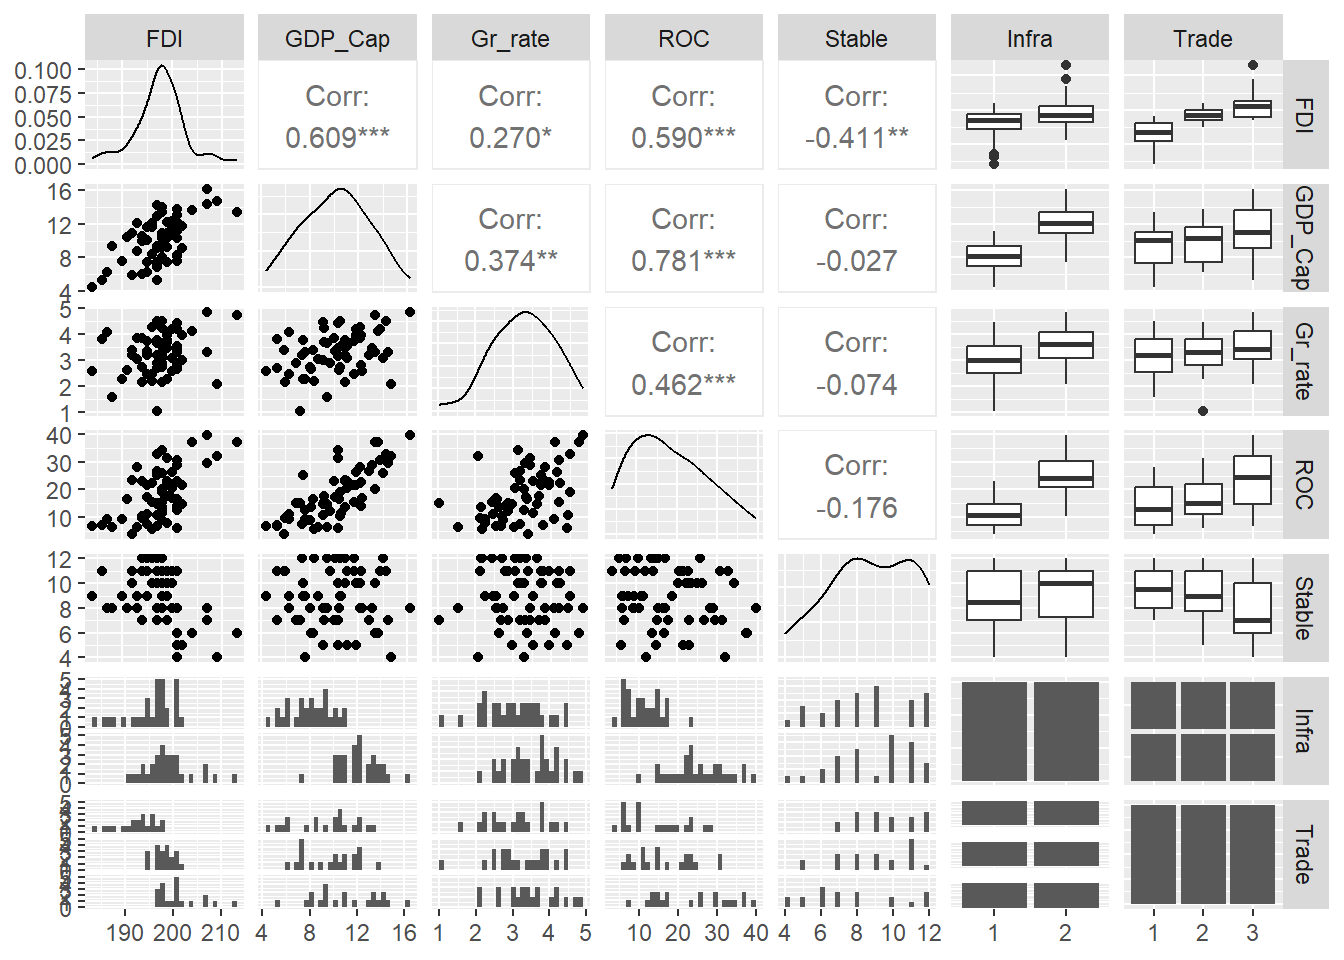 FDI GDP_Cap Gr_rate ROC Stable Infra Trade
0.100
0.075
0.050
0.025
0.000
Corr:
0.609***
Corr:
0.270*
Corr:
0.590***
Corr:
-0.411**
FDI
16
12
8
4
Corr:
0.374**
Corr:
0.781***
Corr:
-0.027
GDP_Cap
5
4
3
2
1
Corr:
0.462***
Corr:
-0.074
Gr_rate
40
30
20
10
Corr:
-0.176
ROC
12
10
8
6
4
Stable
Infra
Trade
190 200 210
4 8 12 16
1 2 3 4 5
0 10 20 30 40
4 6 8 10 12
1 2
1 2 3